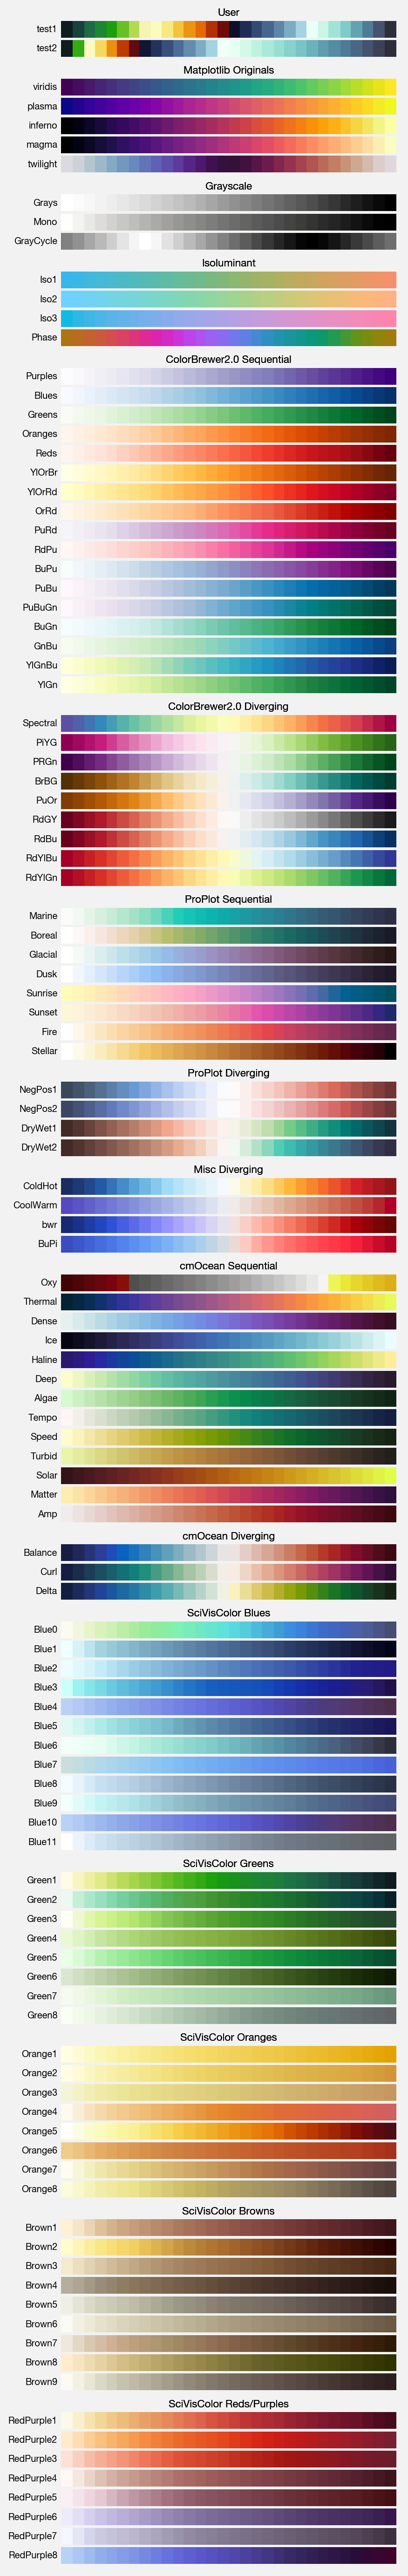 User
test1
test2
Matplotlib Originals
viridis
plasma
inferno
magma
twilight
Grayscale
Grays
Mono
GrayCycle
Isoluminant
Iso1
Iso2
Iso3
Phase
ColorBrewer2.0 Sequential
Purples
Blues
Greens
Oranges
Reds
YlOrBr
YlOrRd
OrRd
PuRd
RdPu
BuPu
PuBu
PuBuGn
BuGn
GnBu
YlGnBu
YlGn
ColorBrewer2.0 Diverging
Spectral
PiYG
PRGn
BrBG
PuOr
RdGY
RdBu
RdYlBu
RdYlGn
ProPlot Sequential
Marine
Boreal
Glacial
Dusk
Sunrise
Sunset
Fire
Stellar
ProPlot Diverging
NegPos1
NegPos2
DryWet1
DryWet2
Misc Diverging
ColdHot
CoolWarm
bwr
BuPi
cmOcean Sequential
Oxy
Thermal
Dense
Ice
Haline
Deep
Algae
Tempo
Speed
Turbid
Solar
Matter
Amp
cmOcean Diverging
Balance
Curl
Delta
SciVisColor Blues
Blue0
Blue1
Blue2
Blue3
Blue4
Blue5
Blue6
Blue7
Blue8
Blue9
Blue10
Blue11
SciVisColor Greens
Green1
Green2
Green3
Green4
Green5
Green6
Green7
Green8
SciVisColor Oranges
Orange1
Orange2
Orange3
Orange4
Orange5
Orange6
Orange7
Orange8
SciVisColor Browns
Brown1
Brown2
Brown3
Brown4
Brown5
Brown6
Brown7
Brown8
Brown9
SciVisColor Reds/Purples
RedPurple1
RedPurple2
RedPurple3
RedPurple4
RedPurple5
RedPurple6
RedPurple7
RedPurple8